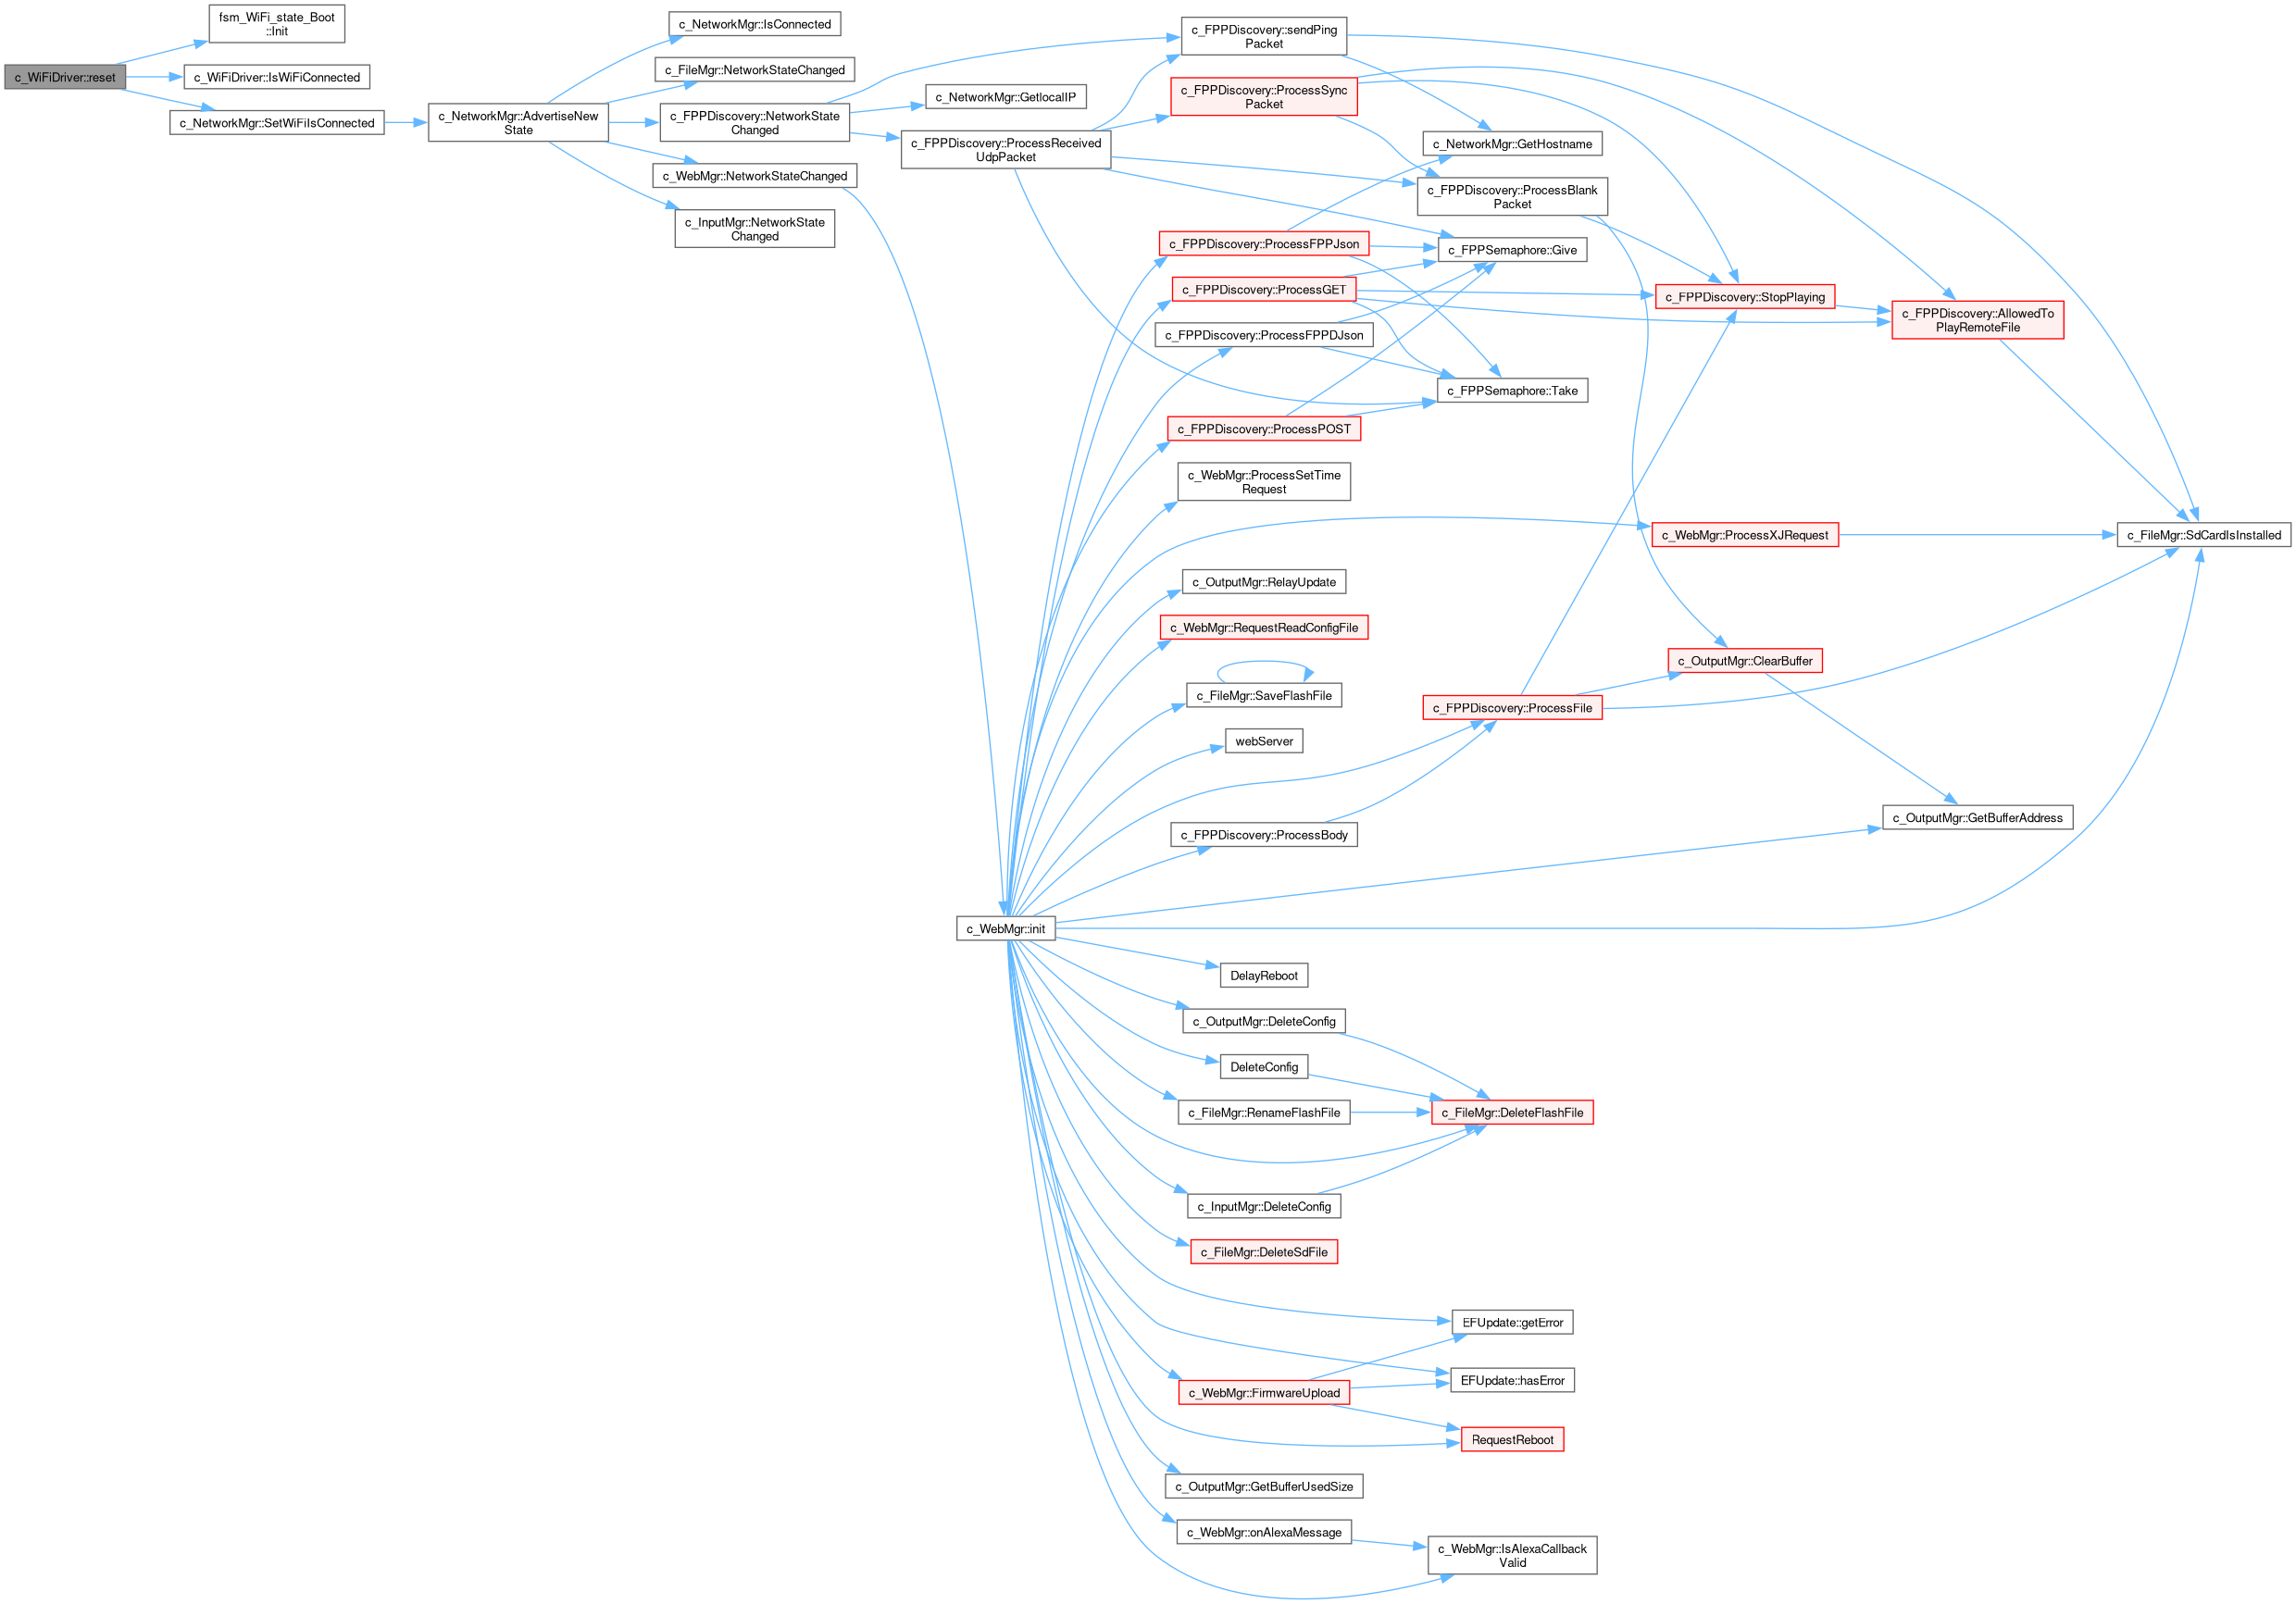 c_WiFiDriver::reset
fsm_WiFi_state_Boot
::Init
c_WiFiDriver::IsWiFiConnected
c_NetworkMgr::SetWiFiIsConnected
c_NetworkMgr::AdvertiseNew
State
c_NetworkMgr::IsConnected
c_FileMgr::NetworkStateChanged
c_FPPDiscovery::NetworkState
Changed
c_WebMgr::NetworkStateChanged
c_InputMgr::NetworkState
Changed
c_NetworkMgr::GetlocalIP
c_FPPDiscovery::ProcessReceived
UdpPacket
c_WebMgr::init
c_FPPDiscovery::sendPing
Packet
c_FPPDiscovery::ProcessSync
Packet
c_FPPDiscovery::ProcessFPPJson
c_FPPDiscovery::ProcessGET
c_FPPDiscovery::ProcessFPPDJson
c_FPPDiscovery::ProcessPOST
c_WebMgr::ProcessSetTime
Request
c_OutputMgr::RelayUpdate
c_WebMgr::RequestReadConfigFile
c_FileMgr::SaveFlashFile
webServer
c_FPPDiscovery::ProcessBody
DelayReboot
c_OutputMgr::DeleteConfig
DeleteConfig
c_FileMgr::RenameFlashFile
c_InputMgr::DeleteConfig
c_FileMgr::DeleteSdFile
c_WebMgr::FirmwareUpload
c_OutputMgr::GetBufferUsedSize
c_WebMgr::onAlexaMessage
c_NetworkMgr::GetHostname
c_FPPDiscovery::ProcessBlank
Packet
c_FPPSemaphore::Give
c_FPPSemaphore::Take
c_FPPDiscovery::ProcessFile
c_FileMgr::DeleteFlashFile
EFUpdate::getError
EFUpdate::hasError
RequestReboot
c_WebMgr::IsAlexaCallback
Valid
c_FPPDiscovery::StopPlaying
c_WebMgr::ProcessXJRequest
c_OutputMgr::ClearBuffer
c_FPPDiscovery::AllowedTo
PlayRemoteFile
c_OutputMgr::GetBufferAddress
c_FileMgr::SdCardIsInstalled